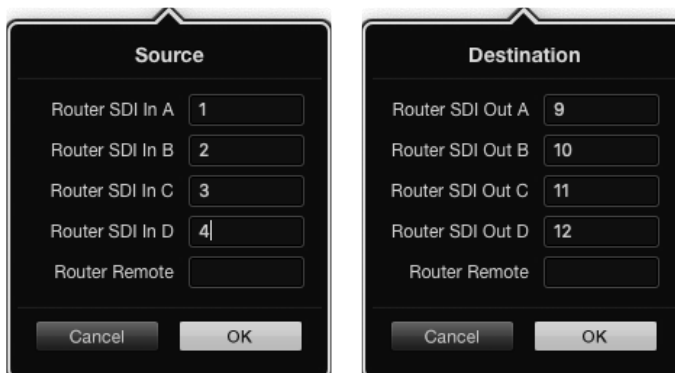 Source
Router SDI In A 1
Router SDI In B 2
Router SDI In C 3
Router SDI In D 4
Router Remote
Cancel OK
Destination
Router SDI Out A 9
Router SDI Out B 10
Router SDI Out C 11
Router SDI Out D 12
Router Remote
Cancel OK